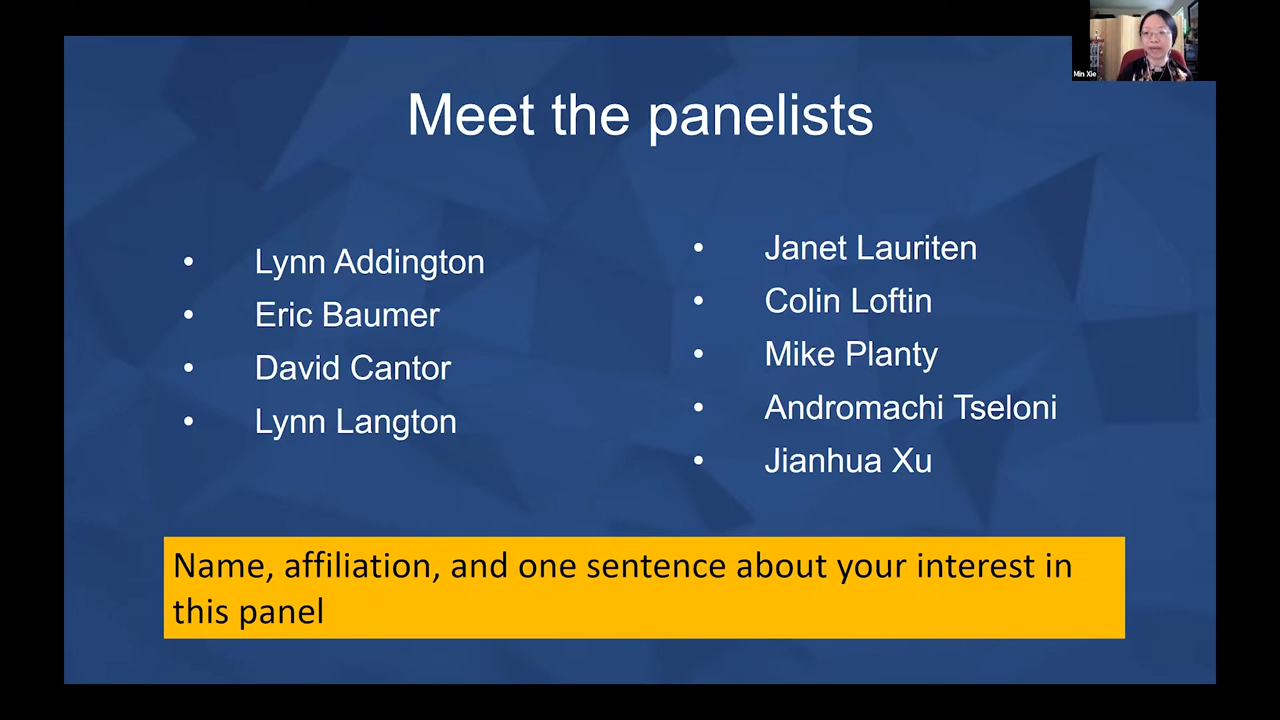 Min Xie
Meet the panelists
• Lynn Addington
• Eric Baumer
• David Cantor
• Lynn Langton
• Janet Lauriten
• Colin Loftin
• Mike Planty
• Andromachi Tseloni
• Jianhua Xu
Name, affiliation, and one sentence about your interest in
this panel